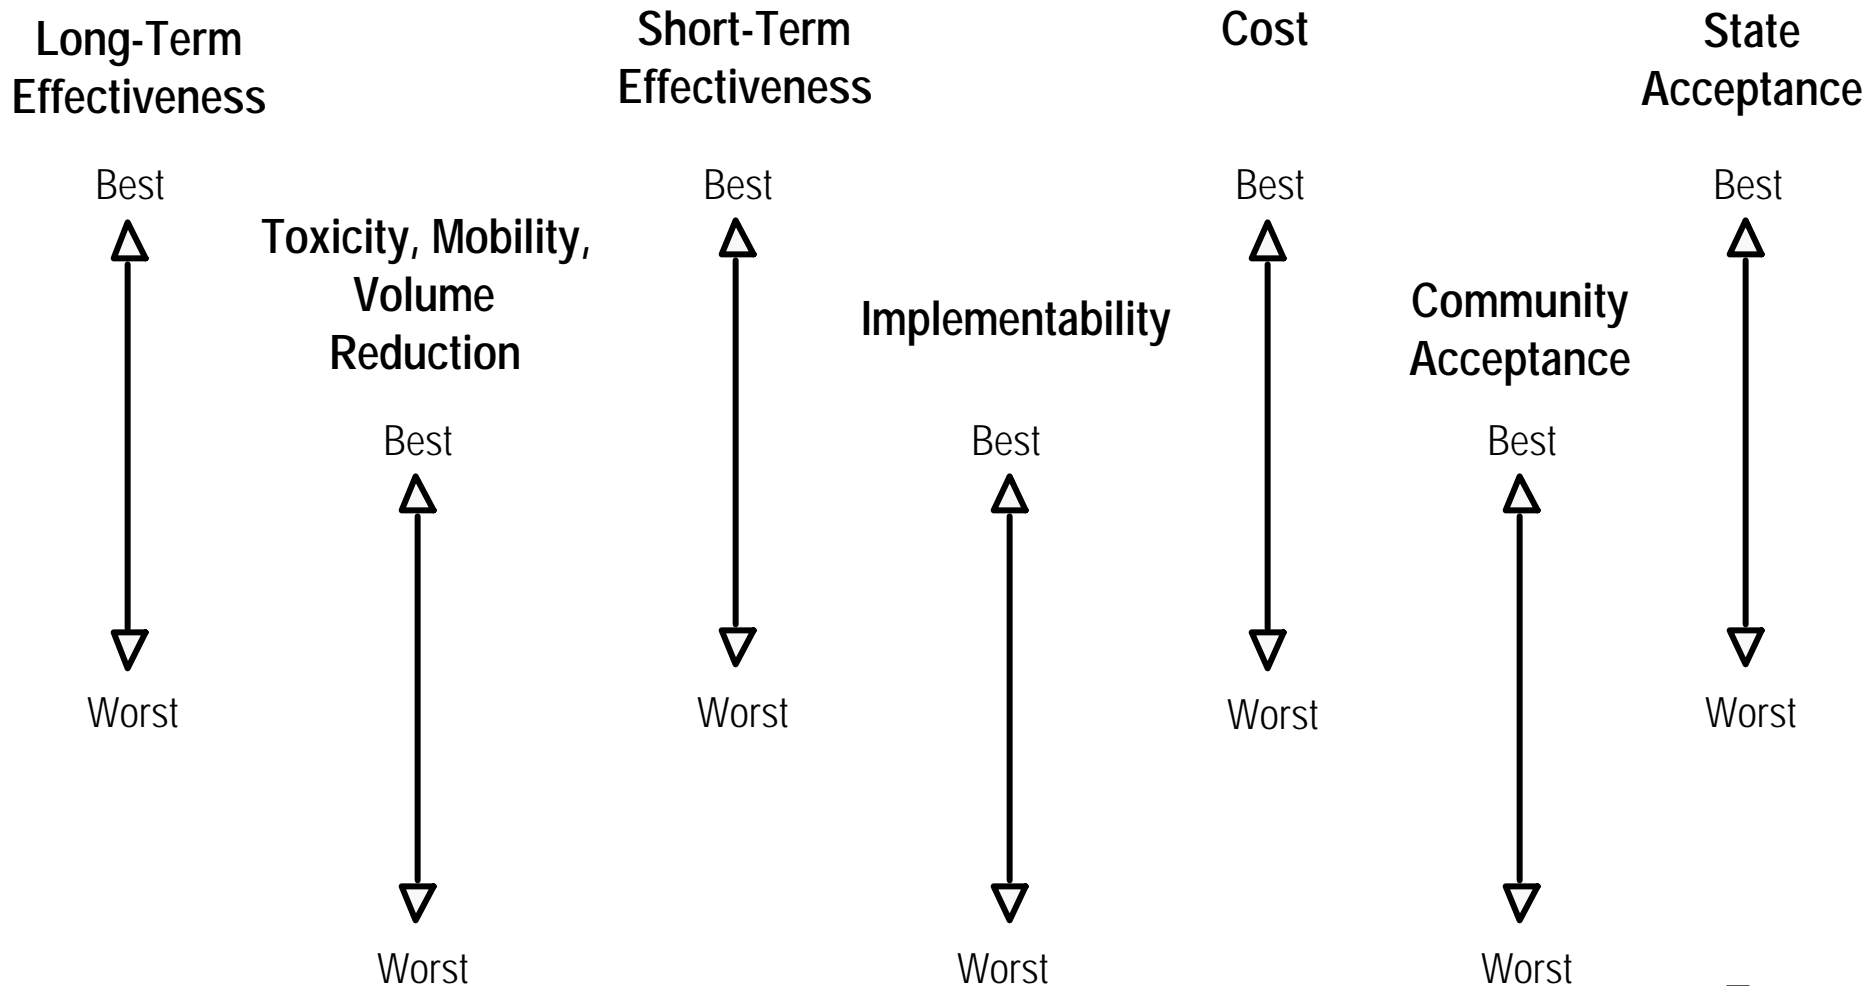 Long-Term
Effectiveness
Best
Worst
Toxicity, Mobility,
Volume
Reduction
Best
Worst
Short-Term
Effectiveness
Best
Worst
Implementability
Best
Worst
Cost
Best
Worst
Community
Acceptance
Best
Worst
State
Acceptance
Best
Worst